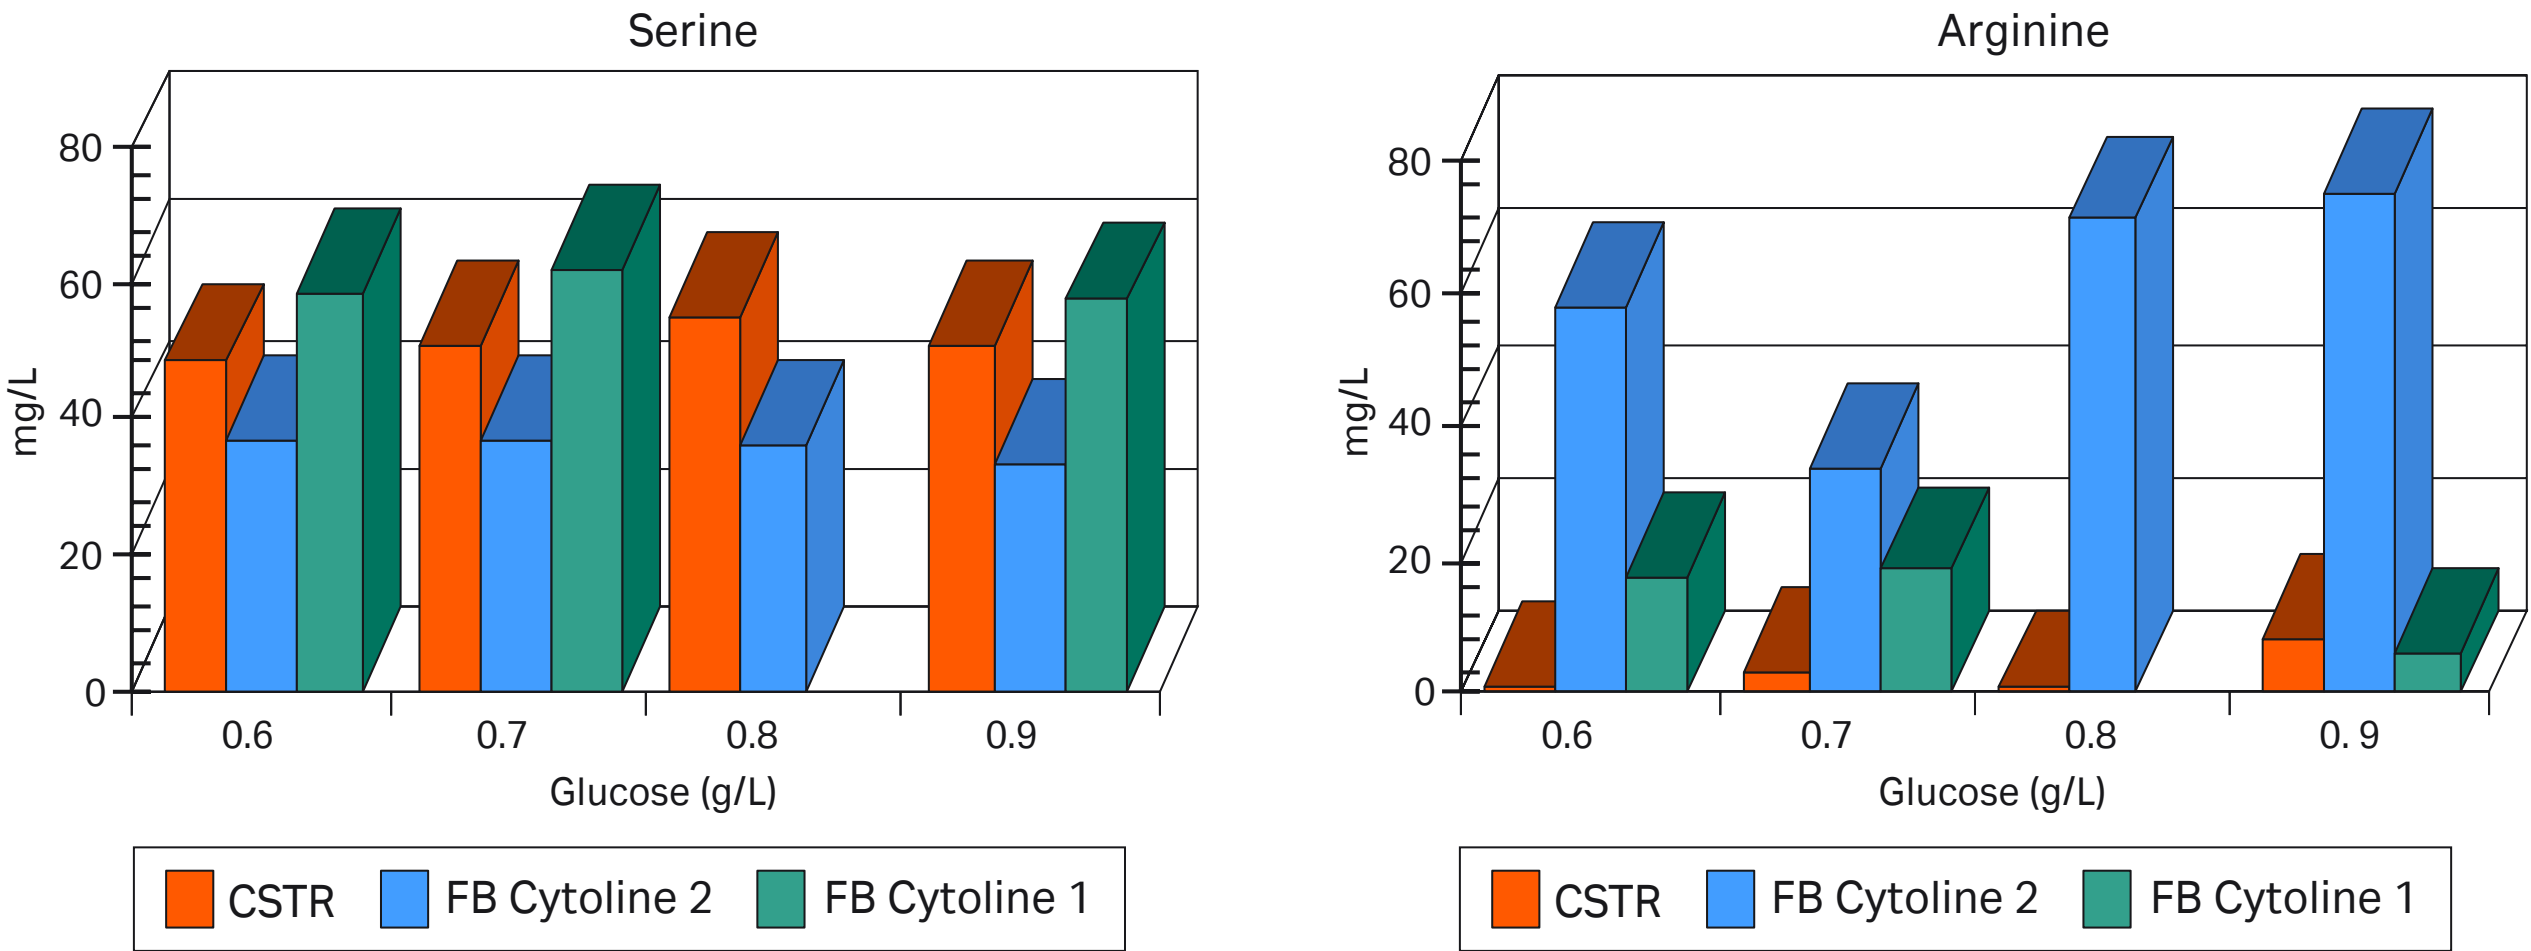 Serine
80
60
40
20
0
mg/L
0.6 0.7 0.8 0.9
Glucose (g/L)
CSTR FB Cytoline 2 FB Cytoline 1
Arginine
80
60
40
20
0
mg/L
0.6 0.7 0.8 0. 9
Glucose (g/L)
CSTR FB Cytoline 2 FB Cytoline 1